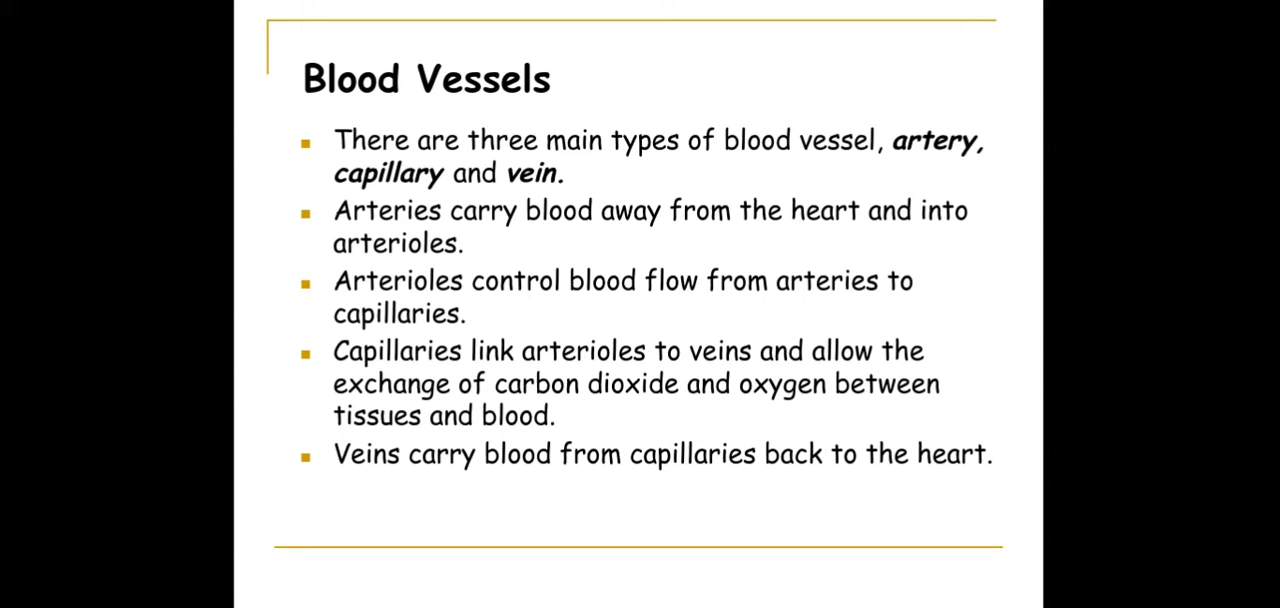 Blood Vessels
There are three main types of blood vessel, artery,
capillary and vein.
Arteries carry blood away from the heart and into
arterioles.
Arterioles control blood flow from arteries to
capillaries.
Capillaries link arterioles to veins and allow the
exchange of carbon dioxide and oxygen between
tissues and blood.
Veins carry blood from capillaries back to the heart.